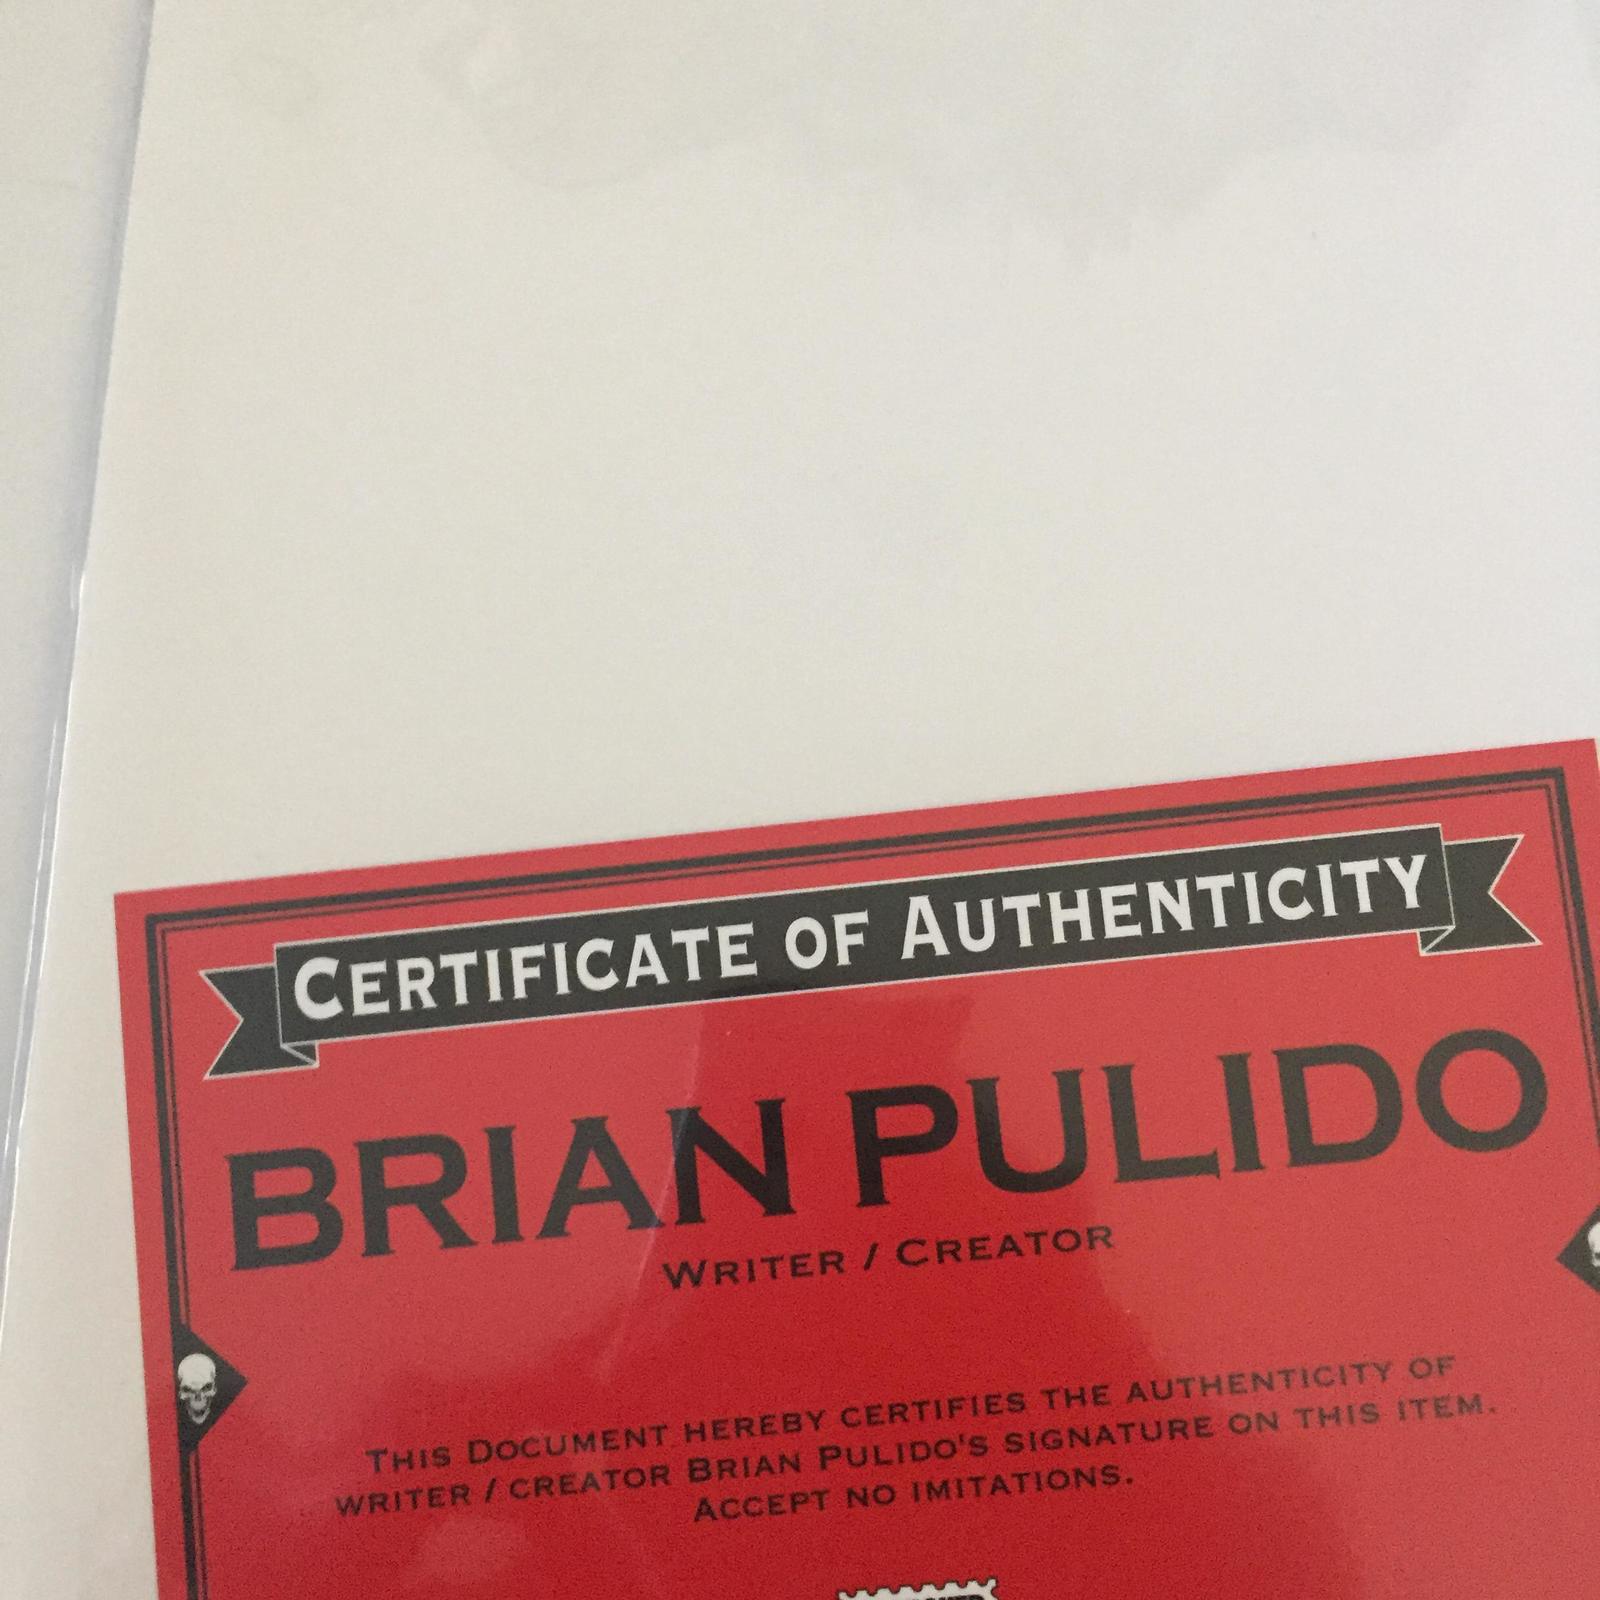 CERTIFICATE OF AUTHENTICITY
BRIAN PULIDO
WRITER / CREATOR
THIS DOCUMENT HEREBY CERTIFIES THE AUTHENTICITY OF
WRITER / CREATOR BRIAN PULIDO'S SIGNATURE ON THIS ITEM.
ACCEPT NO IMITATIONS.